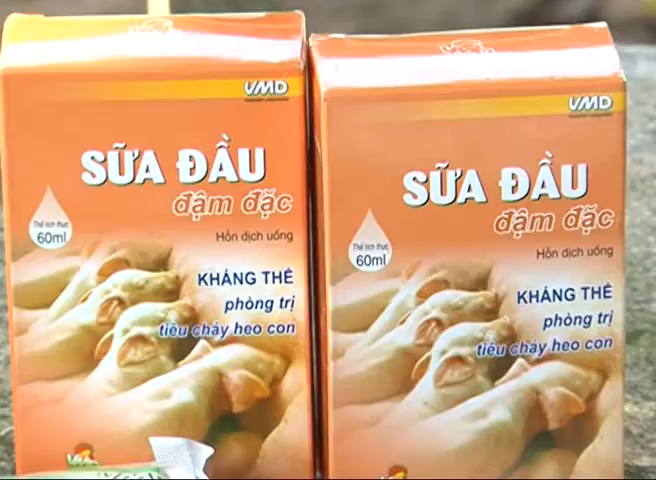 VMD
SỮA ĐẦU
đậm đặc
Thể tích thực
60ml
Hỗn dịch uống
KHÁNG THỂ
phòng trị
tiêu chảy heo con
VMD
SỮA ĐẦU
đậm đặc
Thể tích thực
60ml
Hỗn dịch uống
KHÁNG THỂ
phòng trị
tiêu chảy heo con